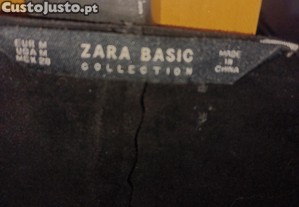 CustoJusto.pt
EUR M
USA M
MEX 28
ZARA BASIC
COLLECTION
MADE
IN
CHINA